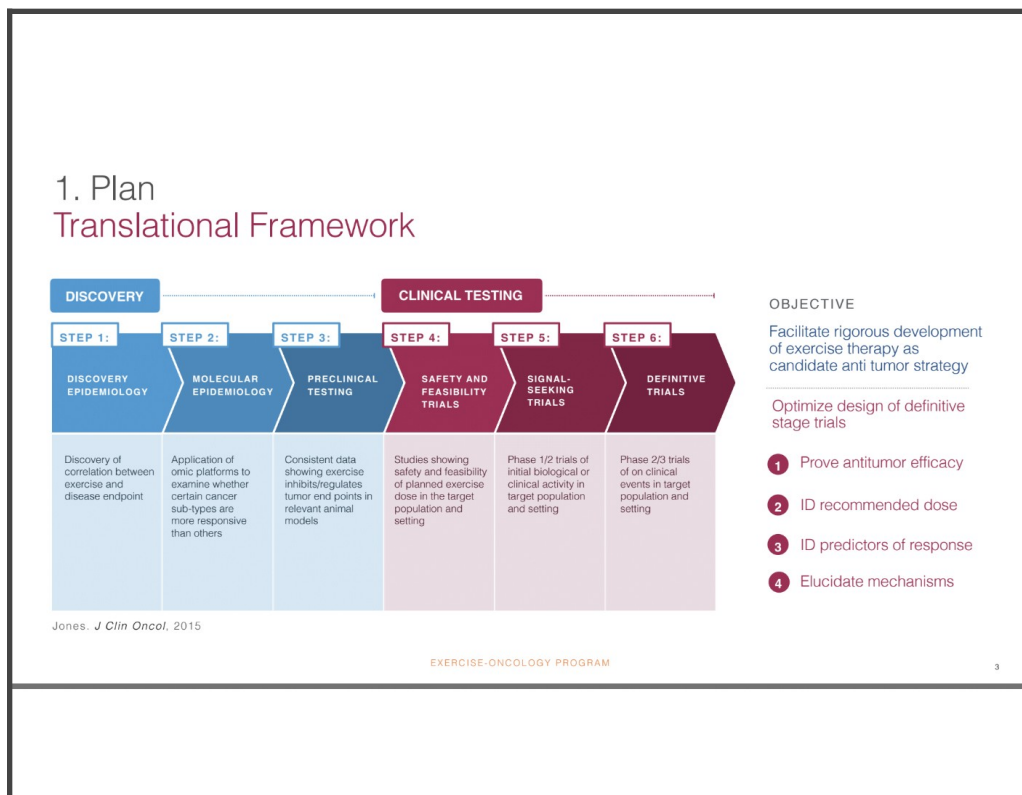 1. Plan
Translational Framework
DISCOVERY
CLINICAL TESTING
STEP 1:
STEP 2:
STEP 3:
STEP 4:
STEP 5:
STEP 6:
DISCOVERY
EPIDEMIOLOGY
MOLECULAR
EPIDEMIOLOGY
PRECLINICAL
TESTING
SAFETY AND
FEASIBILITY
TRIALS
SIGNAL-
SEEKING
TRIALS
DEFINITIVE
TRIALS
Discovery of
correlation between
exercise and
disease endpoint
Application of
omic platforms to
examine whether
certain cancer
sub-types are
more responsive
than others
Consistent data
showing exercise
inhibits/regulates
tumor end points in
relevant animal
models
Studies showing
safety and feasibility
of planned exercise
dose in the target
population and
setting
Phase 1/2 trials of
initial biological or
clinical activity in
target population
and setting
Phase 2/3 trials
of on clinical
events in target
population and
setting
OBJECTIVE
Facilitate rigorous development
of exercise therapy as
candidate anti tumor strategy
Optimize design of definitive
stage trials
1 Prove antitumor efficacy
2 ID recommended dose
3 ID predictors of response
4 Elucidate mechanisms
Jones. J Clin Oncol, 2015
EXERCISE-ONCOLOGY PROGRAM
3